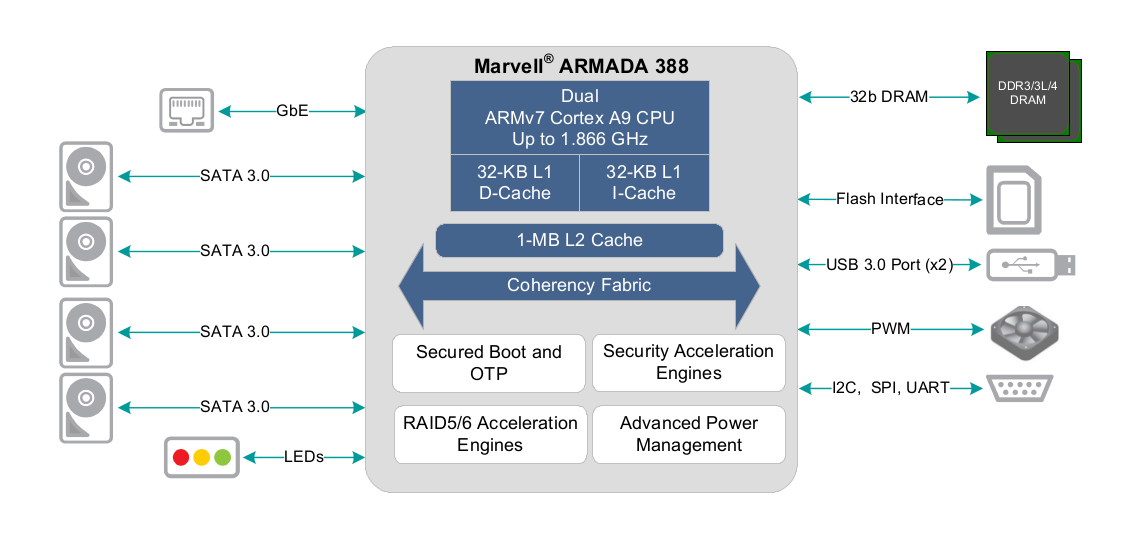 Marvell® ARMADA 388
Dual
ARMv7 Cortex A9 CPU
Up to 1.866 GHz
32-KB L1
D-Cache
32-KB L1
I-Cache
1-MB L2 Cache
Coherency Fabric
Secured Boot and
OTP
Security Acceleration
Engines
RAID5/6 Acceleration
Engines
Advanced Power
Management
GbE
SATA 3.0
SATA 3.0
SATA 3.0
SATA 3.0
LEDs
32b DRAM
DDR3/3L/4
DRAM
Flash Interface
USB 3.0 Port (x2)
PWM
I2C, SPI, UART